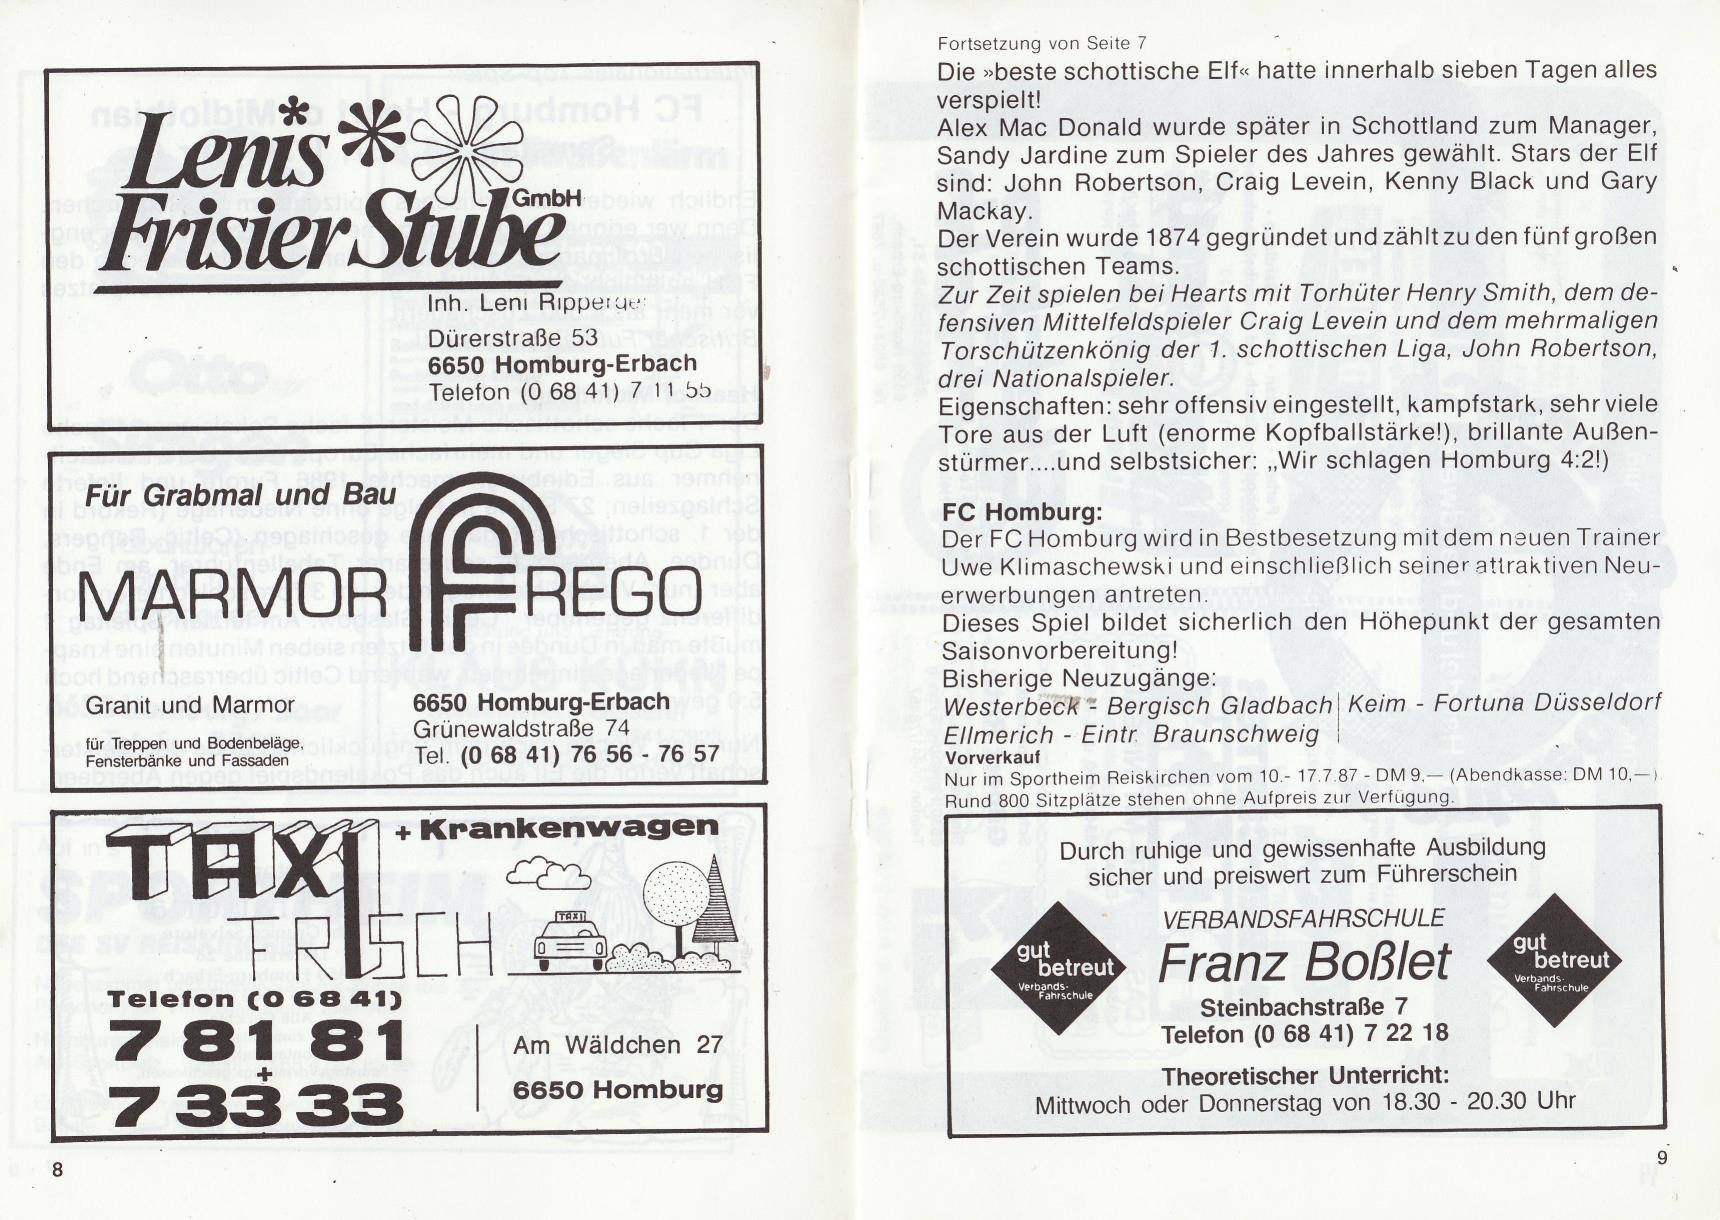 Lenis
Frisier Stube GmbH
Inh. Leni Ripperger
Dürerstraße 53
6650 Homburg-Erbach
Telefon (0 68 41) 7 11 55
Für Grabmal und Bau
MARMOR FREGO
Granit und Marmor
für Treppen und Bodenbeläge,
Fensterbänke und Fassaden
6650 Homburg-Erbach
Grünewaldstraße 74
Tel. (0 68 41) 76 56 - 76 57
TAXI + Krankenwagen
IRISCH
TAXI
Telefon (0 68 41)
7 81 81
+
7 33 33
Am Wäldchen 27
6650 Homburg
8
Fortsetzung von Seite 7
Die »beste schottische Elf« hatte innerhalb sieben Tagen alles
verspielt!
Alex Mac Donald wurde später in Schottland zum Manager,
Sandy Jardine zum Spieler des Jahres gewählt. Stars der Elf
sind: John Robertson, Craig Levein, Kenny Black und Gary
Mackay.
Der Verein wurde 1874 gegründet und zählt zu den fünf großen
schottischen Teams.
Zur Zeit spielen bei Hearts mit Torhüter Henry Smith, dem de-
fensiven Mittelfeldspieler Craig Levein und dem mehrmaligen
Torschützenkönig der 1. schottischen Liga, John Robertson,
drei Nationalspieler.
Eigenschaften: sehr offensiv eingestellt, kampfstark, sehr viele
Tore aus der Luft (enorme Kopfballstärke!), brillante Außen-
stürmer....und selbstsicher: „Wir schlagen Homburg 4:2!)
FC Homburg:
Der FC Homburg wird in Bestbesetzung mit dem neuen Trainer
Uwe Klimaschewski und einschließlich seiner attraktiven Neu-
erwerbungen antreten.
Dieses Spiel bildet sicherlich den Höhepunkt der gesamten
Saisonvorbereitung!
Bisherige Neuzugänge:
Westerbeck - Bergisch Gladbach Keim - Fortuna Düsseldorf
Ellmerich - Eintr. Braunschweig
Vorverkauf
Nur im Sportheim Reiskirchen vom 10.- 17.7.87 - DM 9,— (Abendkasse: DM 10,—).
Rund 800 Sitzplätze stehen ohne Aufpreis zur Verfügung.
Durch ruhige und gewissenhafte Ausbildung
sicher und preiswert zum Führerschein
VERBANDSFAHRSCHULE
Franz Boßlet
gut
betreut
Verbands-
Fahrschule
gut
betreut
Verbands-
Fahrschule
Steinbachstraße 7
Telefon (0 68 41) 7 22 18
Theoretischer Unterricht:
Mittwoch oder Donnerstag von 18.30 - 20.30 Uhr
9